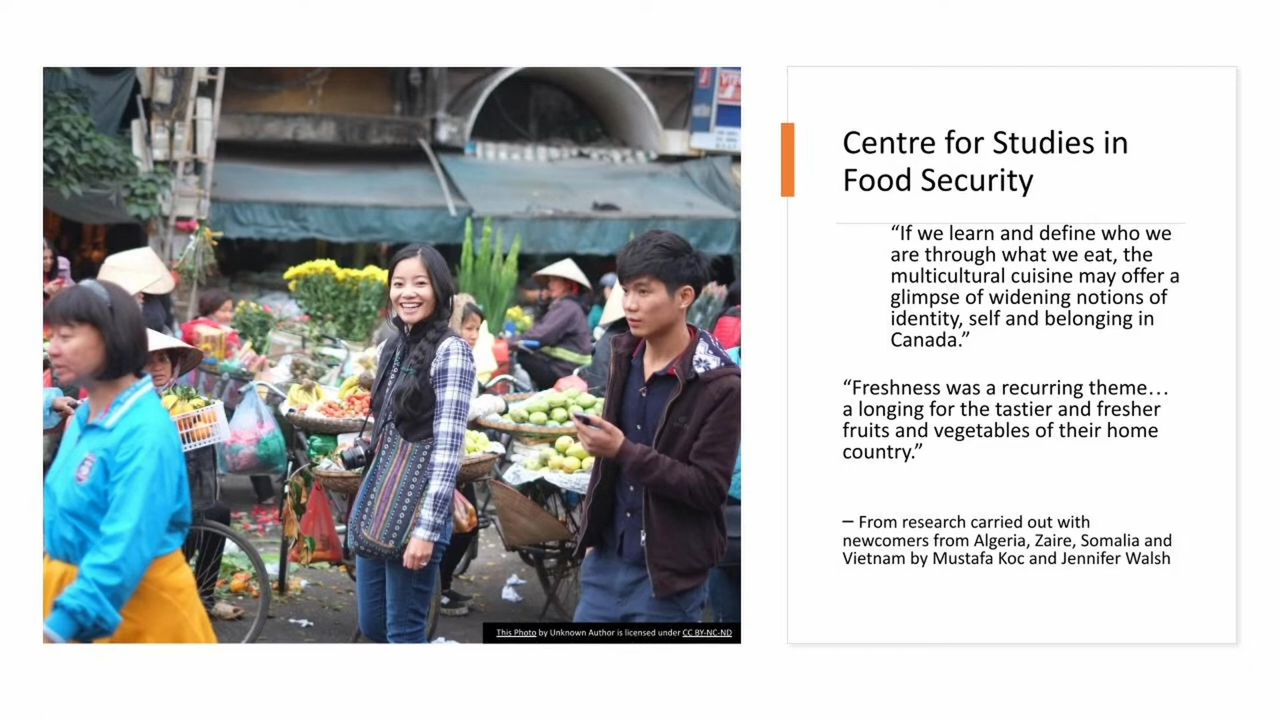 Centre for Studies in
Food Security
“If we learn and define who we
are through what we eat, the
multicultural cuisine may offer a
glimpse of widening notions of
identity, self and belonging in
Canada.”
“Freshness was a recurring theme…
a longing for the tastier and fresher
fruits and vegetables of their home
country.”
– From research carried out with
newcomers from Algeria, Zaire, Somalia and
Vietnam by Mustafa Koc and Jennifer Walsh
This Photo by Unknown Author is licensed under CC BY-NC-ND